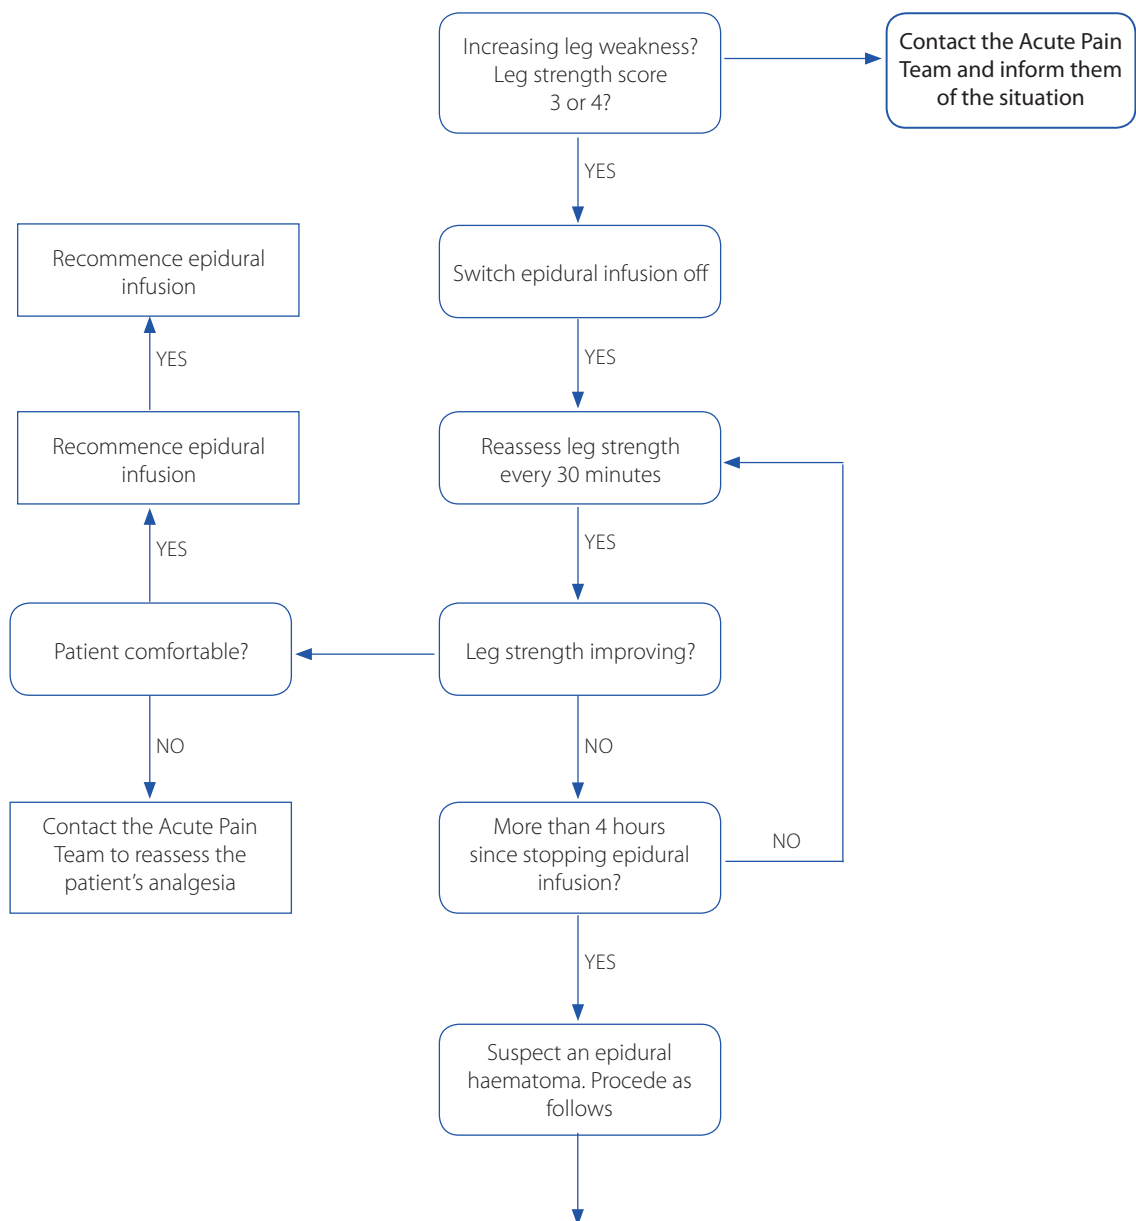 Increasing leg weakness?
Leg strength score
3 or 4?
Contact the Acute Pain
Team and inform them
of the situation
YES
Switch epidural infusion off
YES
Reassess leg strength
every 30 minutes
YES
Leg strength improving?
Patient comfortable?
YES
Recommence epidural
infusion
YES
Recommence epidural
infusion
NO
Contact the Acute Pain
Team to reassess the
patient’s analgesia
NO
More than 4 hours
since stopping epidural
infusion?
NO
YES
Suspect an epidural
haematoma. Procede as
follows